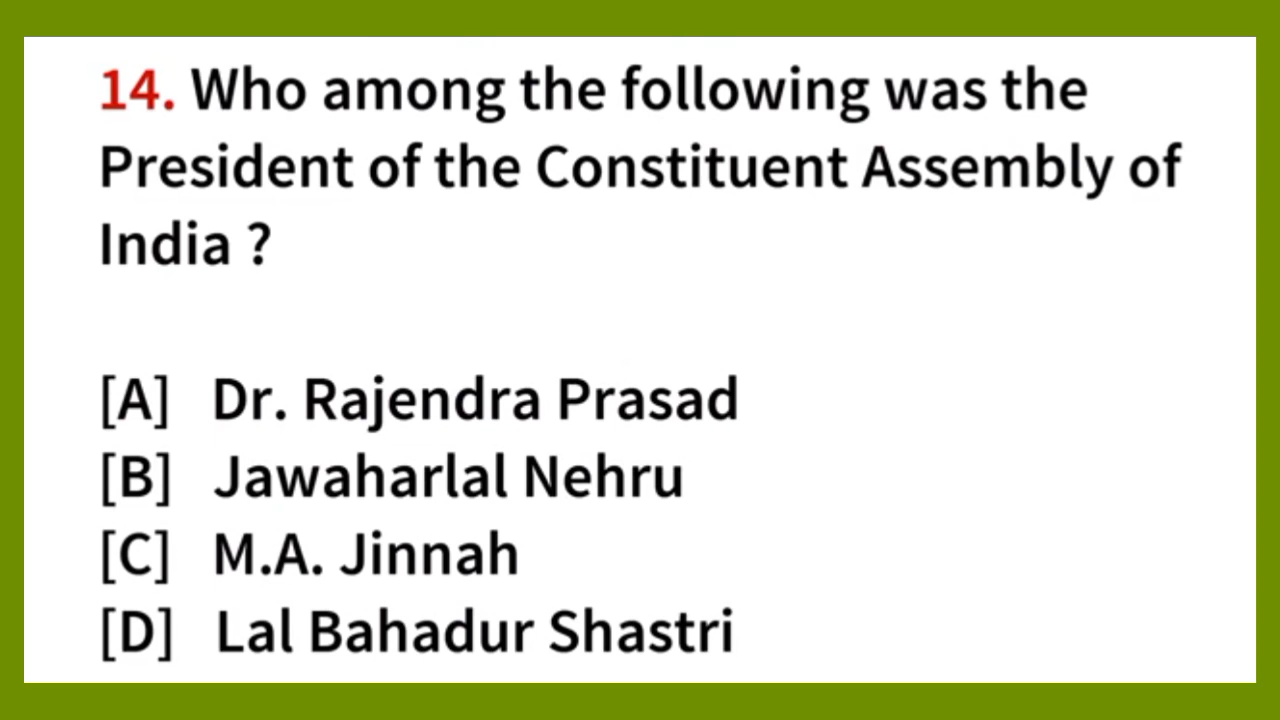 14. Who among the following was the
President of the Constituent Assembly of
India ?
[A] Dr. Rajendra Prasad
[B] Jawaharlal Nehru
[C] M.A. Jinnah
[D] Lal Bahadur Shastri